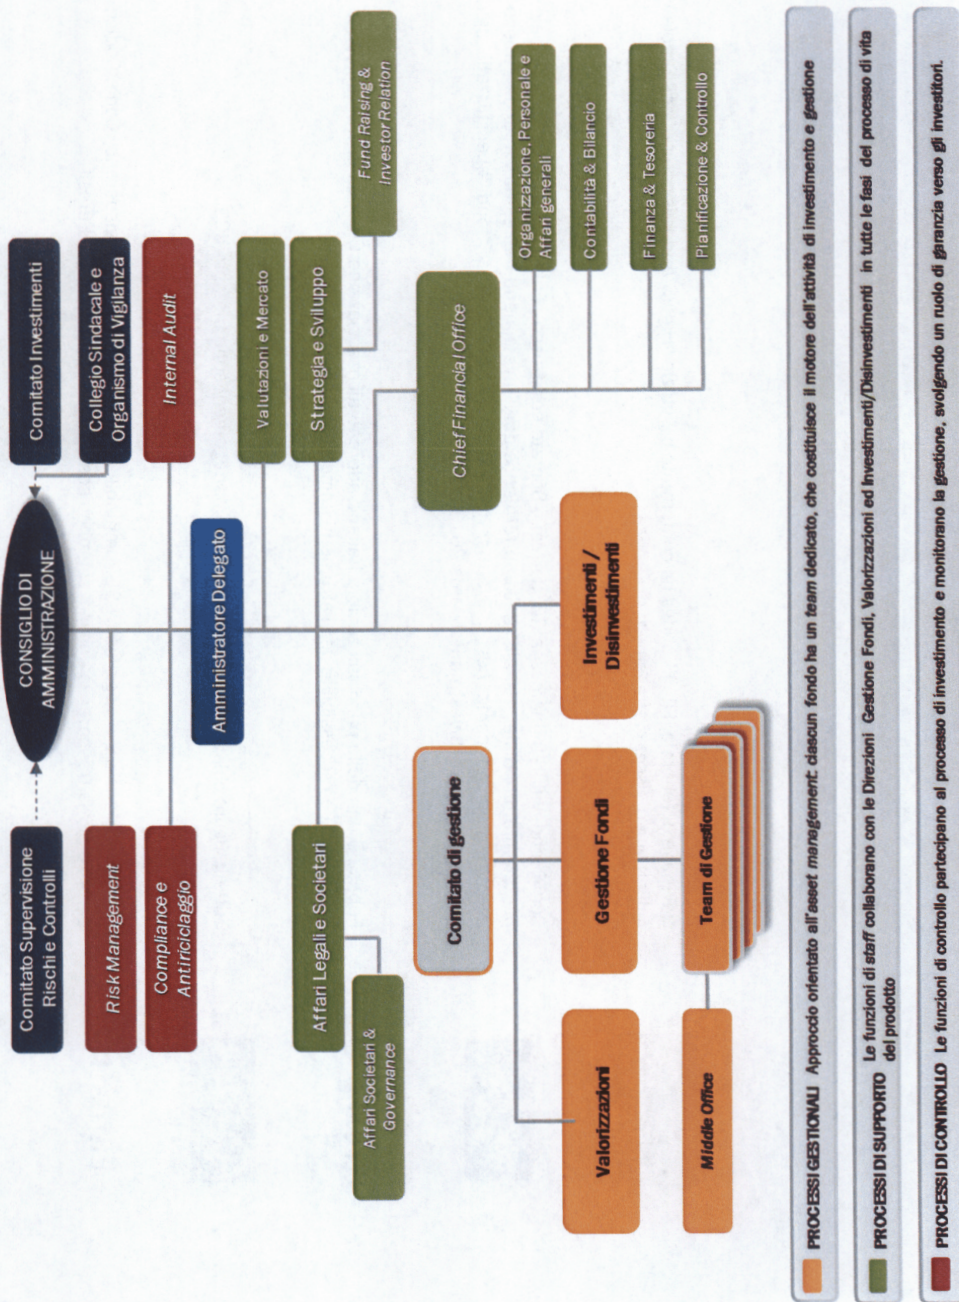 CONSIGLIO DI
AMMINISTRAZIONE
Comitato Supervisione
Rischi e Controlli
Comitato Investimenti
Collegio Sindacale e
Organismo di Vigilanza
Risk Management
Compliance e
Antiriciclaggio
Internal Audit
Amministratore Delegato
Affari Legali e Societari
Affari Societari &
Governance
Valutazioni e Mercato
Strategia e Sviluppo
Fund Raising &
Investor Relation
Comitato di gestione
Chief Financial Office
Organizzazione, Personale e
Affari generali
Contabilità & Bilancio
Finanza & Tesoreria
Pianificazione & Controllo
Valorizzazioni
Gestione Fondi
Investimenti /
Disinvestimenti
Middle Office
Team di Gestione
PROCESSI GESTIONALI Approccio orientato all'asset management: ciascun fondo ha un team dedicato, che costituisce il motore dell'attività di investimento e gestione
PROCESSI DI SUPPORTO Le funzioni di staff collaborano con le Direzioni Gestione Fondi, Valorizzazioni ed Investimenti/Disinvestimenti in tutte le fasi del processo di vita
del prodotto
PROCESSI DI CONTROLLO Le funzioni di controllo partecipano al processo di investimento e monitorano la gestione, svolgendo un ruolo di garanzia verso gli investitori.